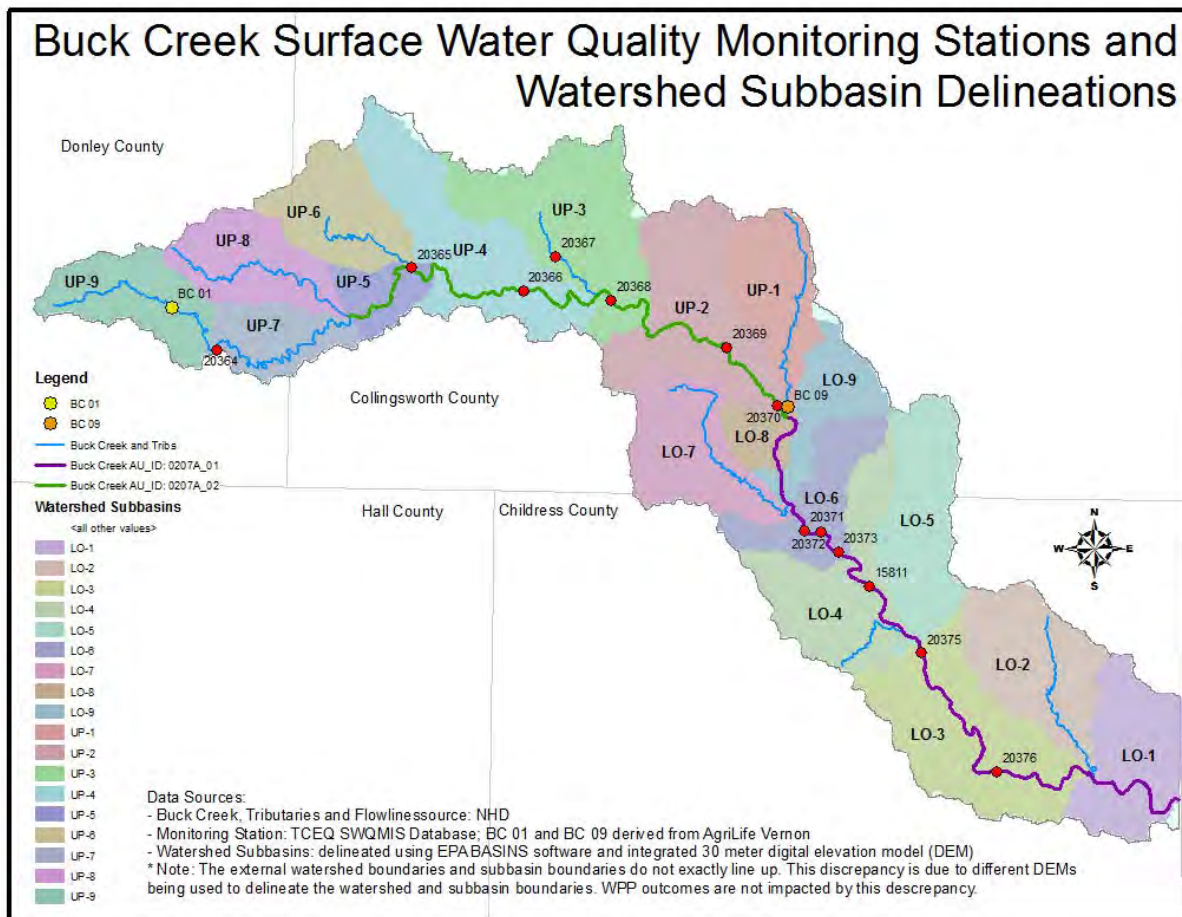 Buck Creek Surface Water Quality Monitoring Stations and
Watershed Subbasin Delineations
Donley County
UP-6
UP-3
UP-8
UP-4
20367
20365
UP-9
BC 01
UP-5
20366
20368
UP-1
UP-7
UP-2
20364
20369
LO-9
Collingsworth County
BC 09
20370
LO-8
LO-7
LO-6
LO-5
Hall County
Childress County
20371
20372
20373
15811
LO-4
20375
LO-2
LO-3
20376
LO-1
N
W
E
S
Legend
BC 01
BC 09
Buck Creek and Tribs
Buck Creek AU_ID: 0207A_01
Buck Creek AU_ID: 0207A_02
Watershed Subbasins
<all other values>
LO-1
LO-2
LO-3
LO-4
LO-5
LO-6
LO-7
LO-8
LO-9
UP-1
UP-2
UP-3
UP-4
UP-5
UP-6
UP-7
UP-8
UP-9
Data Sources:
- Buck Creek, Tributaries and Flowlinessource: NHD
- Monitoring Station: TCEQ SWQMIS Database; BC 01 and BC 09 derived from AgriLife Vernon
- Watershed Subbasins: delineated using EPA BASINS software and integrated 30 meter digital elevation model (DEM)
* Note: The external watershed boundaries and subbasin boundaries do not exactly line up. This discrepancy is due to different DEMs
being used to delineate the watershed and subbasin boundaries. WPP outcomes are not impacted by this descrepancy.